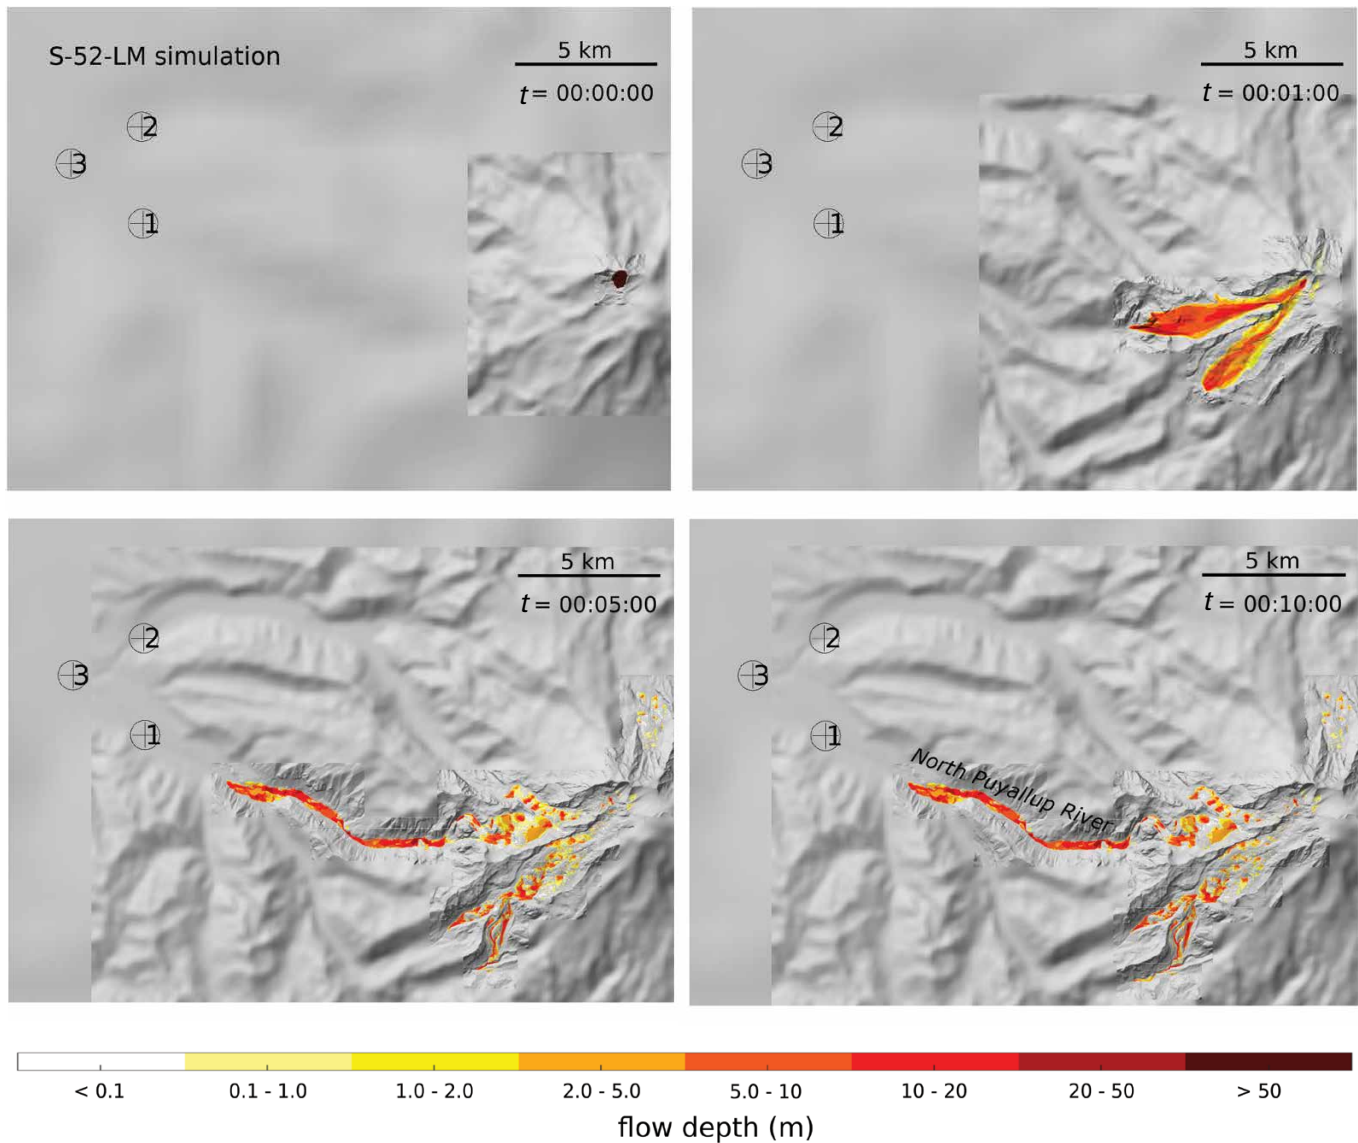 S-52-LM simulation
5 km
t = 00:00:00
2
3
1
5 km
t = 00:01:00
2
3
1
5 km
t = 00:05:00
2
3
1
5 km
t = 00:10:00
2
3
1
North Puyallup River
< 0.1 0.1 - 1.0 1.0 - 2.0 2.0 - 5.0 5.0 - 10 10 - 20 20 - 50 > 50
flow depth (m)